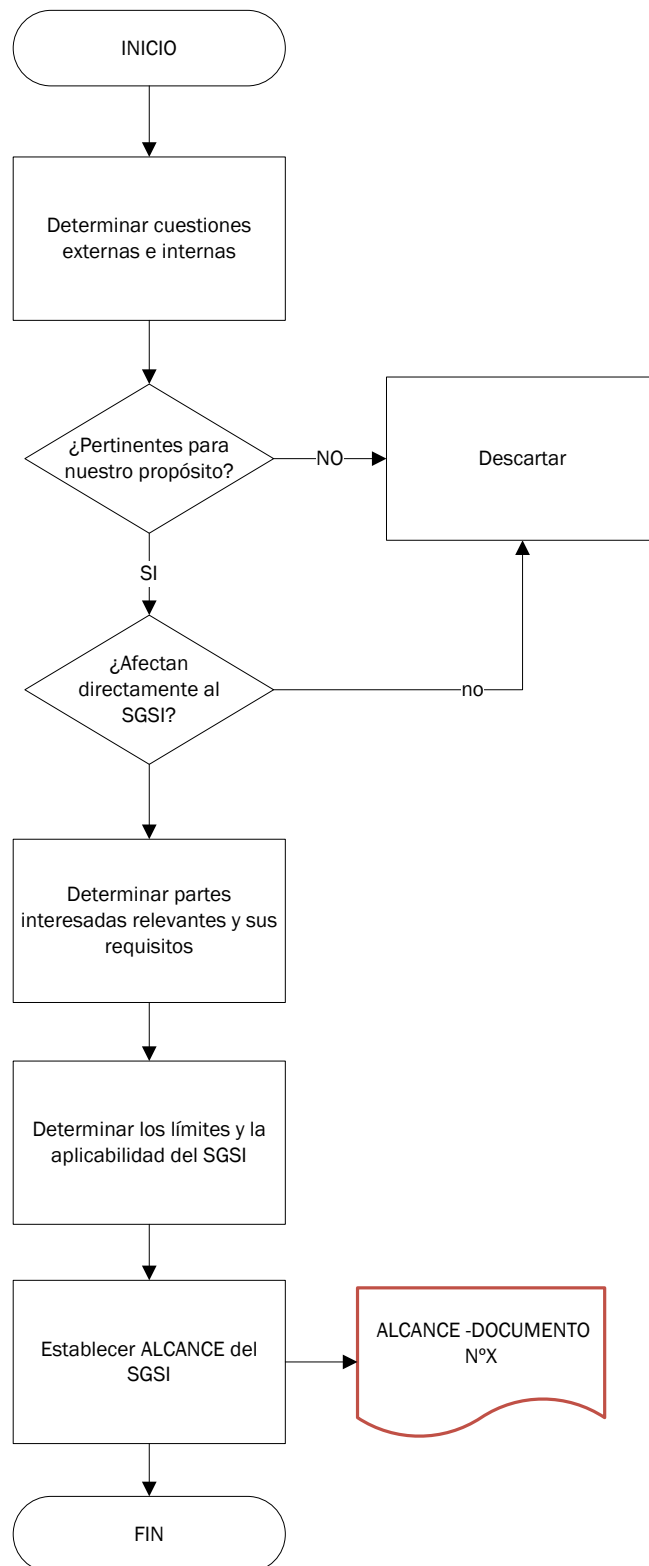 INICIO
Determinar cuestiones
externas e internas
¿Pertinentes para
nuestro propósito?
NO
Descartar
SI
¿Afectan
directamente al
SGSI?
no
Determinar partes
interesadas relevantes y sus
requisitos
Determinar los límites y la
aplicabilidad del SGSI
Establecer ALCANCE del
SGSI
ALCANCE -DOCUMENTO
NºX
FIN